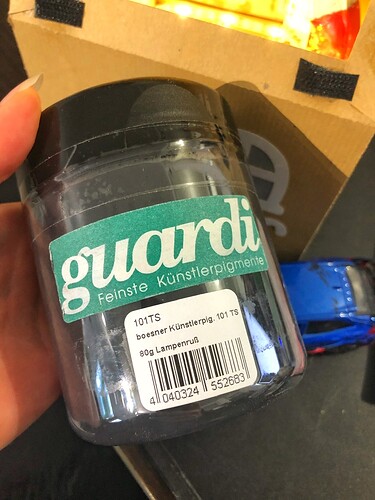 guardi
Feinste Künstlerpigmente
101TS
boesner Künstlerpig. 101 TS
80g Lampenruß
4 040324 552683